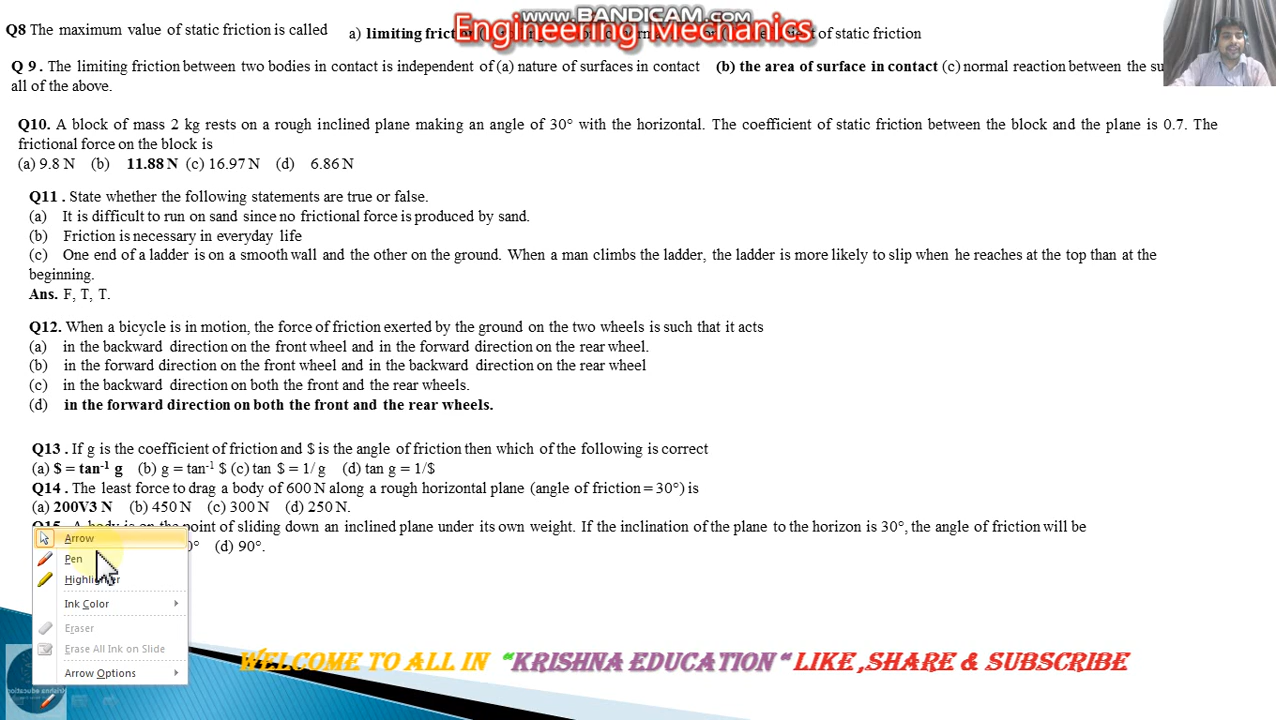 www.BANDICAM.com
Engineering Mechanics
Q8 The maximum value of static friction is called a) limiting frict of static friction
Q 9 . The limiting friction between two bodies in contact is independent of (a) nature of surfaces in contact (b) the area of surface in contact (c) normal reaction between the su
all of the above.
Q10. A block of mass 2 kg rests on a rough inclined plane making an angle of 30° with the horizontal. The coefficient of static friction between the block and the plane is 0.7. The
frictional force on the block is
(a) 9.8 N (b) 11.88 N (c) 16.97 N (d) 6.86 N
Q11 . State whether the following statements are true or false.
(a) It is difficult to run on sand since no frictional force is produced by sand.
(b) Friction is necessary in everyday life
(c) One end of a ladder is on a smooth wall and the other on the ground. When a man climbs the ladder, the ladder is more likely to slip when he reaches at the top than at the
beginning.
Ans. F, T, T.
Q12. When a bicycle is in motion, the force of friction exerted by the ground on the two wheels is such that it acts
(a) in the backward direction on the front wheel and in the forward direction on the rear wheel.
(b) in the forward direction on the front wheel and in the backward direction on the rear wheel
(c) in the backward direction on both the front and the rear wheels.
(d) in the forward direction on both the front and the rear wheels.
Q13 . If g is the coefficient of friction and $ is the angle of friction then which of the following is correct
(a) $ = tan-1 g (b) g = tan-1 $ (c) tan $ = 1/ g (d) tan g = 1/$
Q14 . The least force to drag a body of 600 N along a rough horizontal plane (angle of friction = 30°) is
(a) 200V3 N (b) 450 N (c) 300 N (d) 250 N.
Q15. A body is on the point of sliding down an inclined plane under its own weight. If the inclination of the plane to the horizon is 30°, the angle of friction will be
0° (d) 90°.
Arrow
Pen
Highlighter
Ink Color
Eraser
Erase All Ink on Slide
Arrow Options
WELCOME TO ALL IN “KRISHNA EDUCATION “ LIKE ,SHARE & SUBSCRIBE